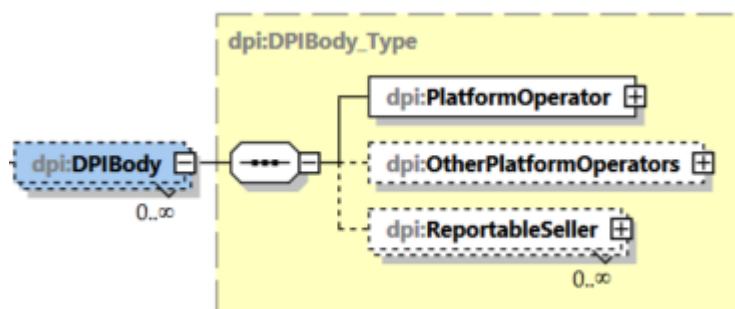 dpi:DPIBody_Type
dpi:PlatformOperator
dpi:DPIBody
dpi:OtherPlatformOperators
0..∞
dpi:ReportableSeller
0..∞